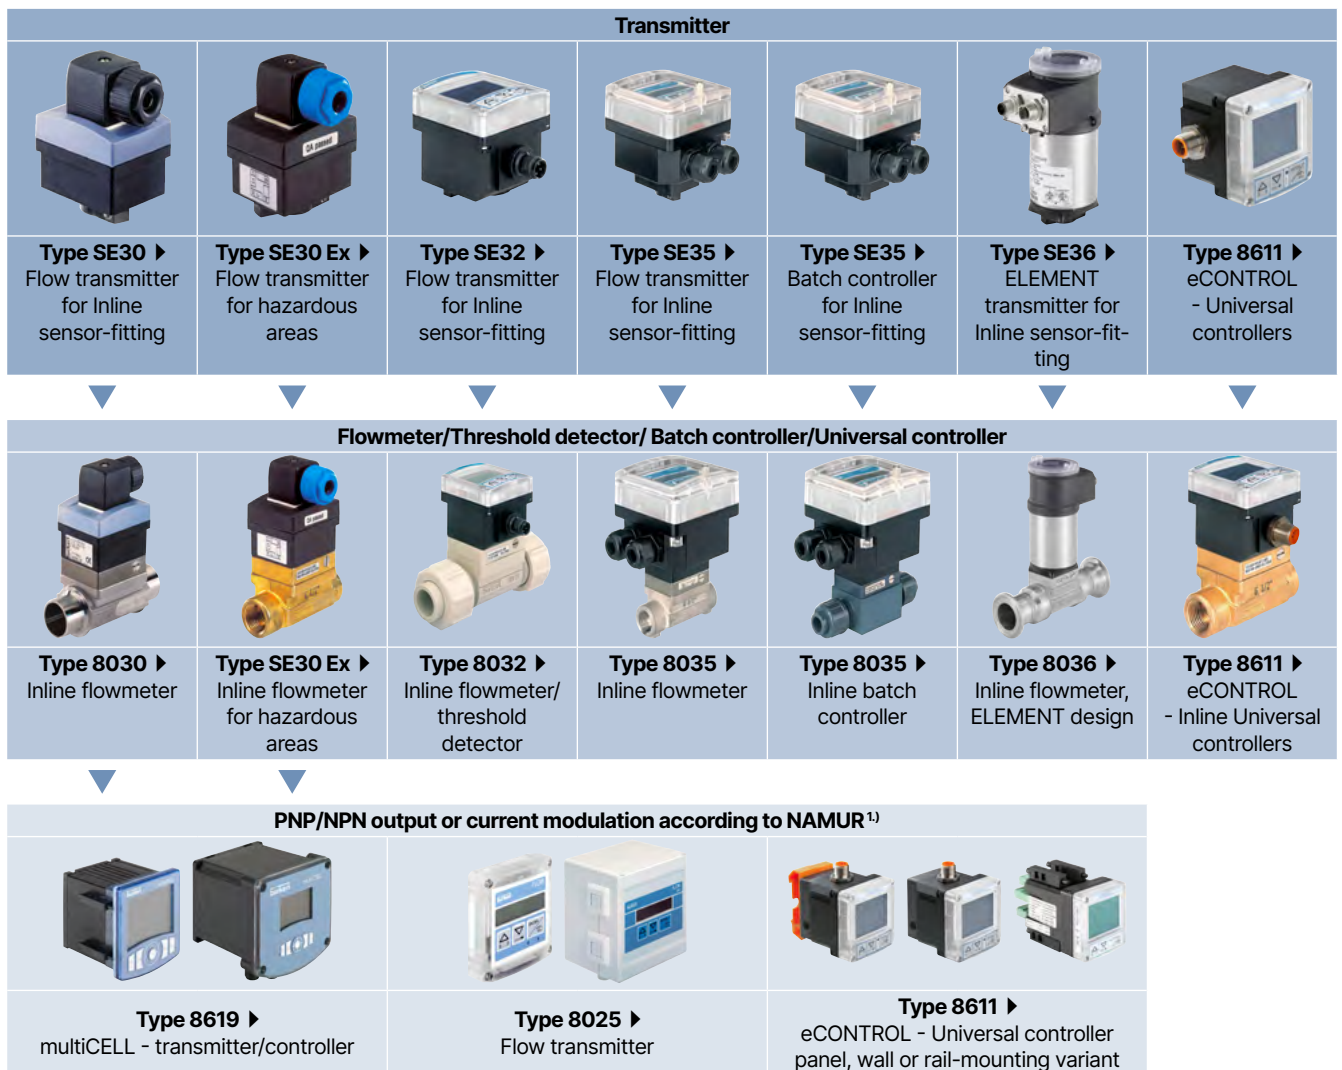 Transmitter
Type SE30
Flow transmitter
for Inline
sensor-fitting
Type SE30 Ex
Flow transmitter
for hazardous
areas
Type SE32
Flow transmitter
for Inline
sensor-fitting
Type SE35
Flow transmitter
for Inline
sensor-fitting
Type SE35
Batch controller
for Inline
sensor-fitting
Type SE36
ELEMENT
transmitter for
Inline sensor-fit-
ting
Type 8611
eCONTROL
- Universal
controllers
QA passed
Flowmeter/Threshold detector/ Batch controller/Universal controller
QA passed
Type 8030
Inline flowmeter
Type SE30 Ex
Inline flowmeter
for hazardous
areas
Type 8032
Inline flowmeter/
threshold
detector
Type 8035
Inline flowmeter
Type 8035
Inline batch
controller
Type 8036
Inline flowmeter,
ELEMENT design
Type 8611
eCONTROL
- Inline Universal
controllers
PNP/NPN output or current modulation according to NAMUR 1.)
Type 8619
multiCELL - transmitter/controller
Type 8025
Flow transmitter
Type 8611
eCONTROL - Universal controller
panel, wall or rail-mounting variant